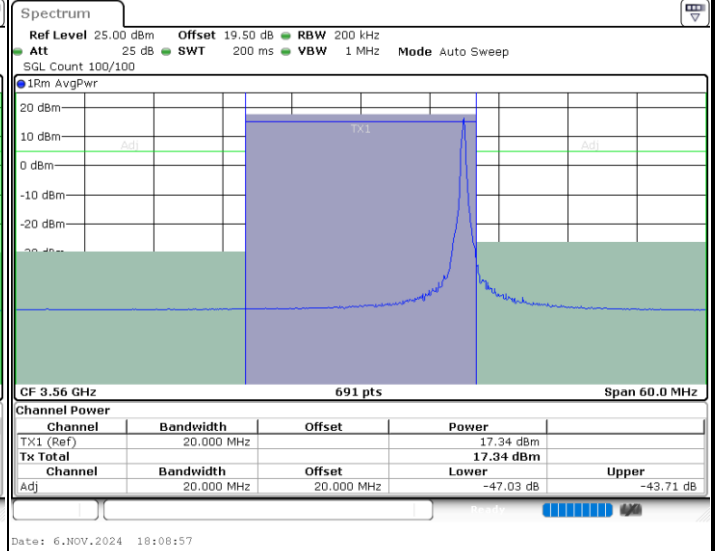 Spectrum
Ref Level 25.00 dBm Offset 19.50 dB RBW 200 kHz
Att 25 dB SWT 200 ms VBW 1 MHz Mode Auto Sweep
SGL Count 100/100
1Rm AvgPwr
20 dBm
TX1
10 dBm
Adj Adj
0 dBm
-10 dBm
-20 dBm
CF 3.56 GHz 691 pts Span 60.0 MHz
Channel Power
Channel Bandwidth Offset Power
TX1 (Ref) 20.000 MHz 17.34 dBm
Tx Total 17.34 dBm
Channel Bandwidth Offset Lower Upper
Adj 20.000 MHz 20.000 MHz -47.03 dB -43.71 dB
Ready
Date: 6.NOV.2024 18:08:57